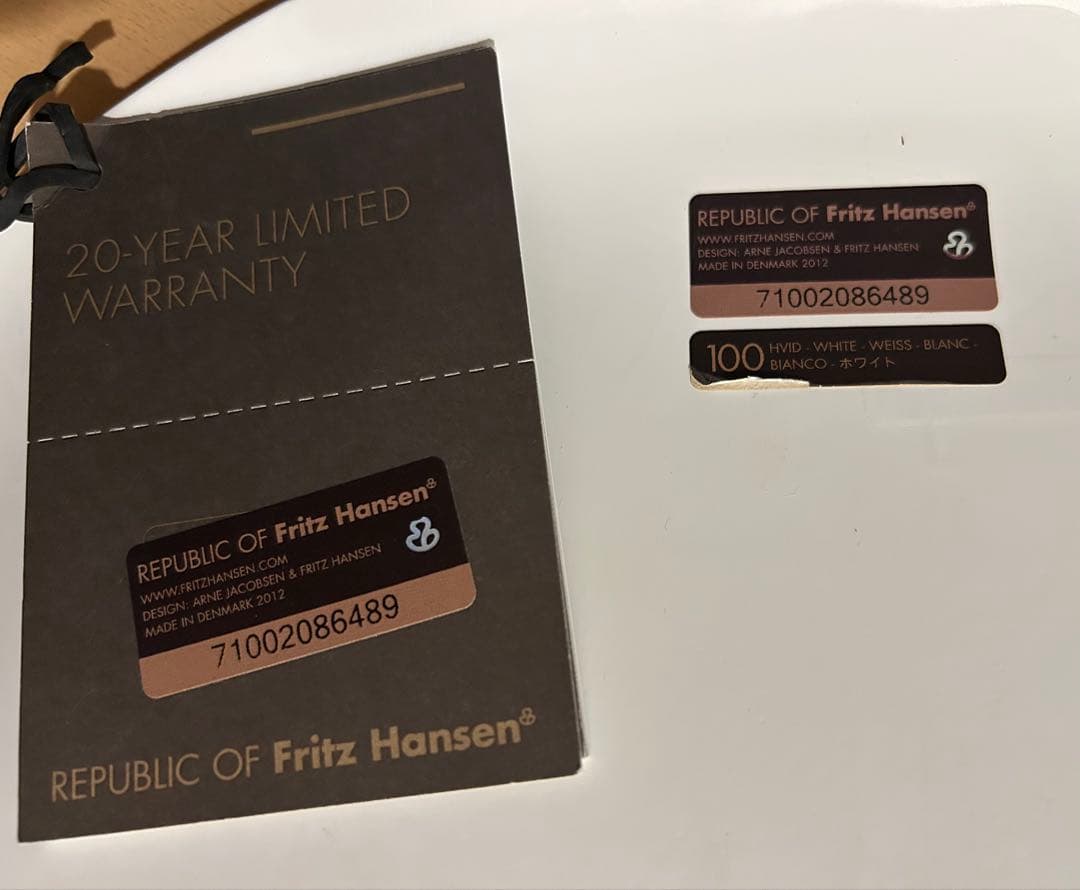 20-YEAR LIMITED
WARRANTY
REPUBLIC OF Fritz Hansen®
WWW.FRITZHANSEN.COM
DESIGN: ARNE JACOBSEN & FRITZ HANSEN
MADE IN DENMARK 2012
71002086489
REPUBLIC OF Fritz Hansen
REPUBLIC OF Fritz Hansen
WWW.FRITZHANSEN.COM
DESIGN: ARNE JACOBSEN & FRITZ HANSEN
MADE IN DENMARK 2012
71002086489
100 HVID - WHITE - WEISS - BLANC -
BIANCO - ホワイト